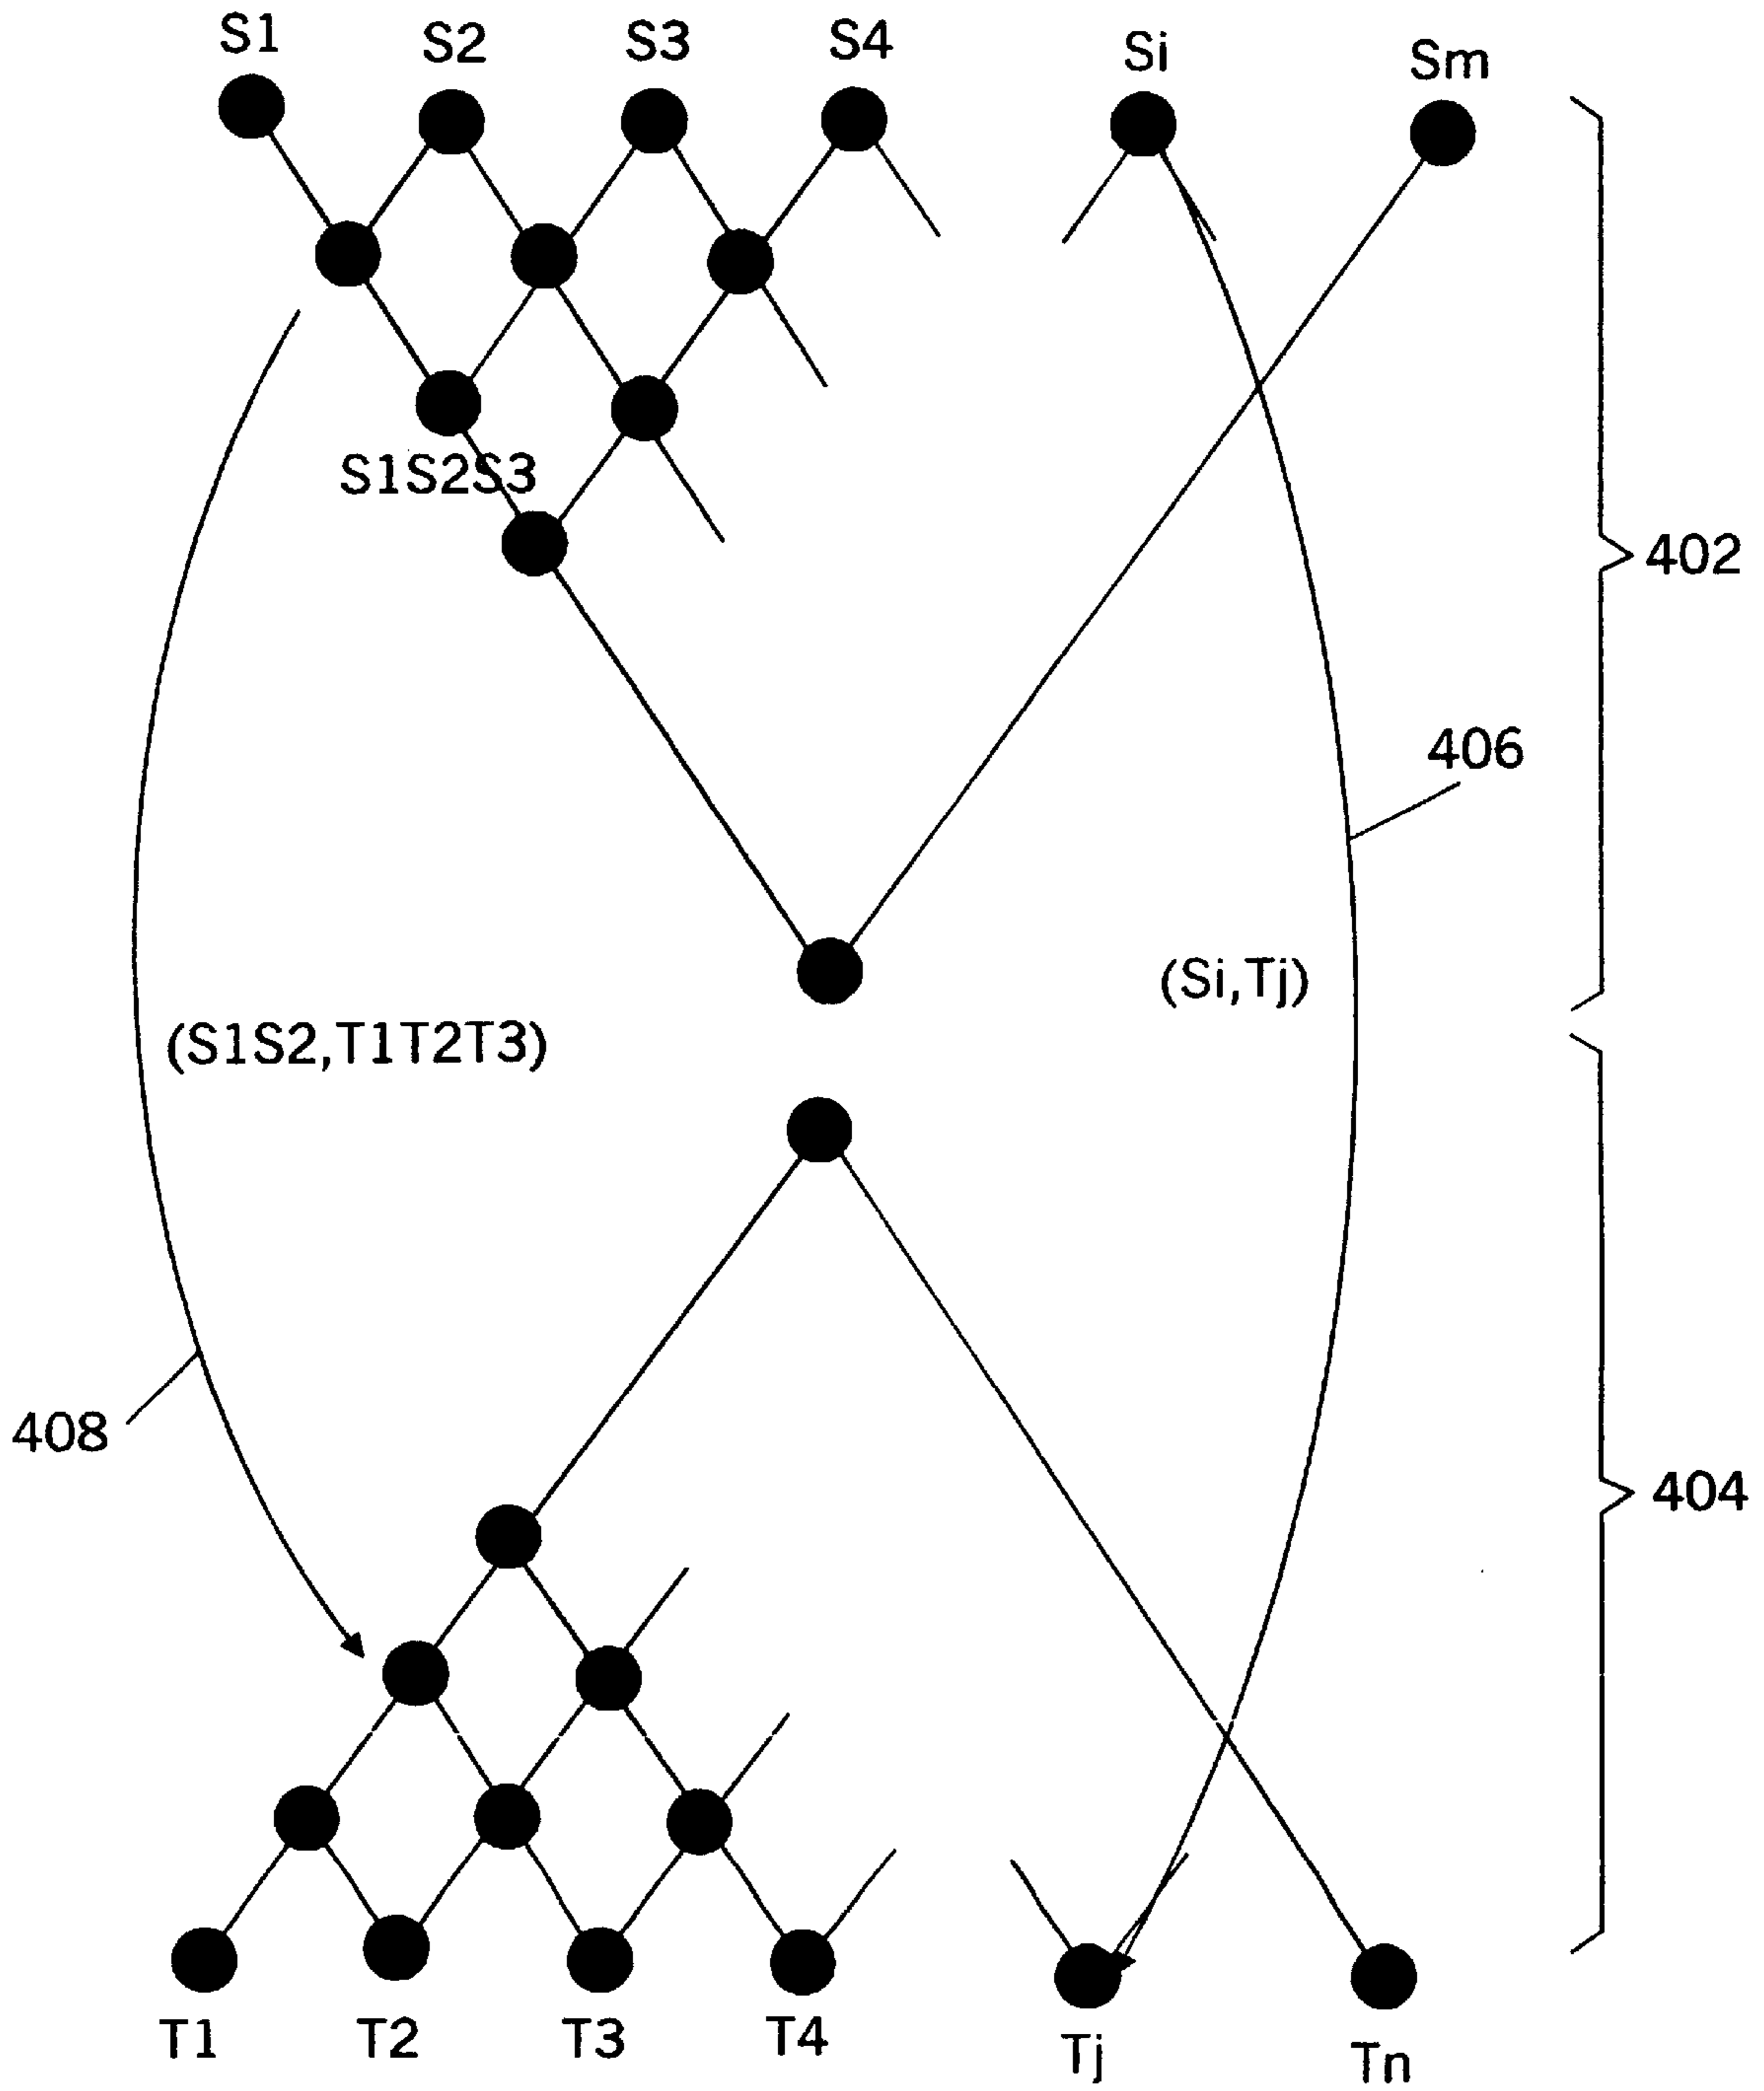 S1 S2 S3 S4 Si Sm
S1S2S3
402
406
(Si,Tj)
(S1S2,T1T2T3)
408
404
T1 T2 T3 T4 Tj Tn